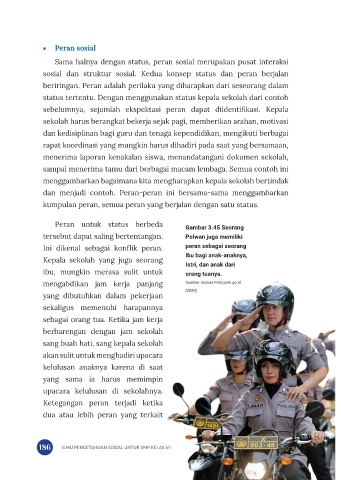 • Peran sosial
Sama halnya dengan status, peran sosial merupakan pusat interaksi
sosial dan struktur sosial. Kedua konsep status dan peran berjalan
beriringan. Peran adalah perilaku yang diharapkan dari seseorang dalam
status tertentu. Dengan menggunakan status kepala sekolah dari contoh
sebelumnya, sejumlah ekspektasi peran dapat diidentifikasi. Kepala
sekolah harus berangkat bekerja sejak pagi, memberikan arahan, motivasi
dan kedisiplinan bagi guru dan tenaga kependidikan, mengikuti berbagai
rapat koordinasi yang mungkin harus dihadiri pada saat yang bersamaan,
menerima laporan kenakalan siswa, menandatangani dokumen sekolah,
sampai menerima tamu dari berbagai macam lembaga. Semua contoh ini
menggambarkan bagaimana kita mengharapkan kepala sekolah bertindak
dan menjadi contoh. Peran-peran ini bersama-sama menggambarkan
kumpulan peran, semua peran yang berjalan dengan satu status.
Peran untuk status berbeda
tersebut dapat saling bertentangan.
Ini dikenal sebagai konflik peran.
Kepala sekolah yang juga seorang
ibu, mungkin merasa sulit untuk
mengabdikan jam kerja panjang
yang dibutuhkan dalam pekerjaan
sekaligus memenuhi harapannya
sebagai orang tua. Ketika jam kerja
berbarengan dengan jam sekolah
sang buah hati, sang kepala sekolah
akan sulit untuk menghadiri upacara
kelulusan anaknya karena di saat
yang sama ia harus memimpin
upacara kelulusan di sekolahnya.
Ketegangan peran terjadi ketika
dua atau lebih peran yang terkait
Gambar 3.45 Seorang
Polwan juga memiliki
peran sebagai seorang
Ibu bagi anak-anaknya,
Istri, dan anak dari
orang tuanya.
(2020)
186 ILMU PENGETAHUAN SOSIAL UNTUK SMP KELAS VII